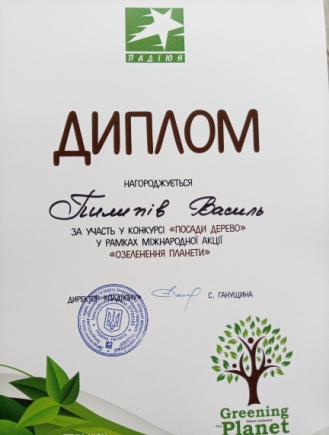 ПАДІЮН
ДИПЛОМ
НАГОРОДЖУЄТЬСЯ
Пилипів Василь
ЗА УЧАСТЬ У КОНКУРСІ «ПОСАДИ ДЕРЕВО»
У РАМКАХ МІЖНАРОДНОЇ АКЦІЇ
«ОЗЕЛЕНЕННЯ ПЛАНЕТИ»
ДИРЕКТОР «ПАДІЮНУ» С. ГАНУЩИНА
Greening
the Planet